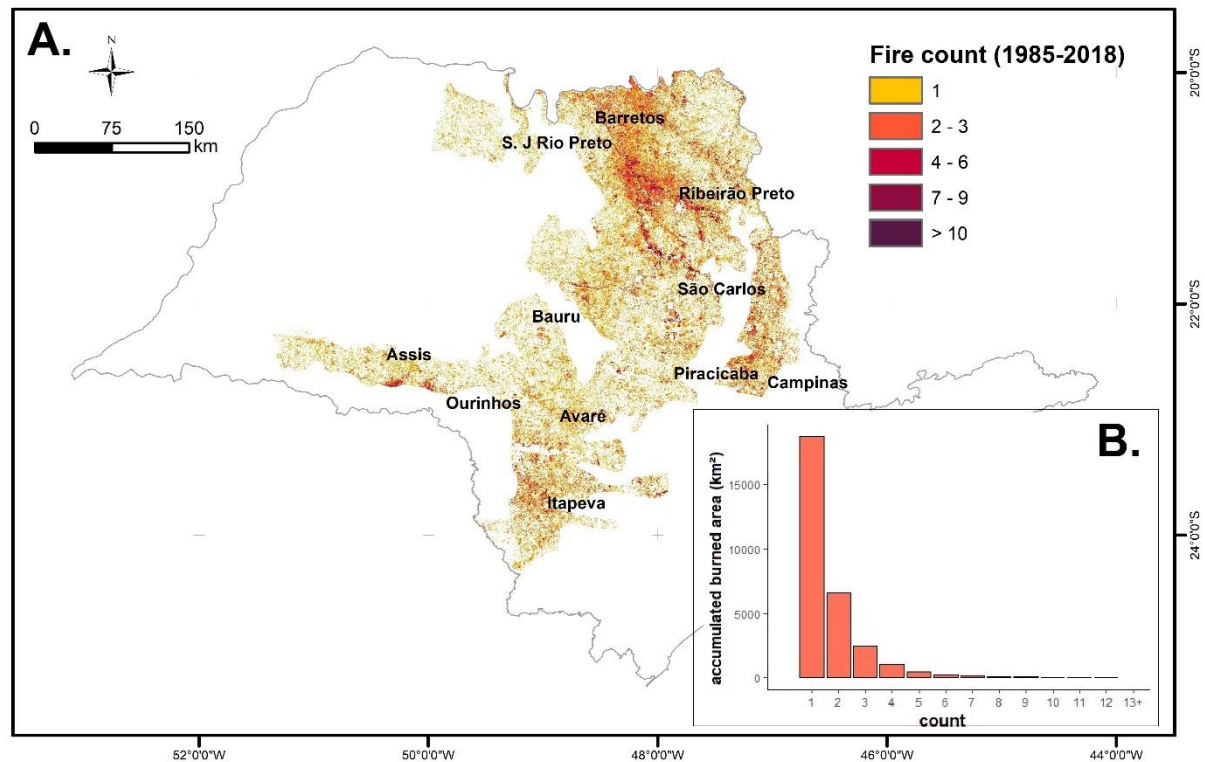 A.
N
0 75 150
km
Fire count (1985-2018)
1
2 - 3
4 - 6
7 - 9
> 10
20°0'0"S
22°0'0"S
24°0'0"S
Barretos
S. J Rio Preto
Ribeirão Preto
São Carlos
Bauru
Assis
Piracicaba
Campinas
Ourinhos
Avaré
Itapeva
B.
accumulated burned area (km²)
15000
10000
5000
0
1 2 3 4 5 6 7 8 9 10 11 12 13+
count
52°0'0"W 50°0'0"W 48°0'0"W 46°0'0"W 44°0'0"W